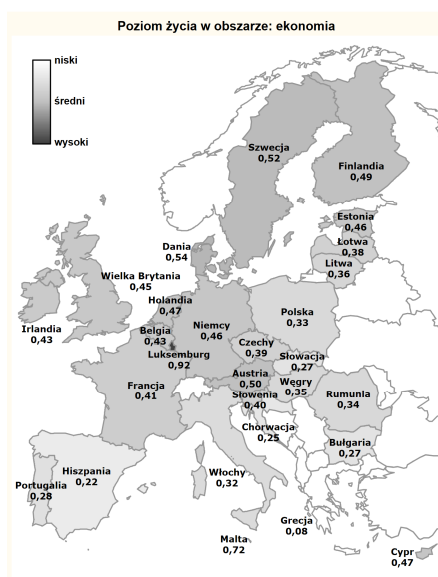 Poziom życia w obszarze: ekonomia
niski
średni
wysoki
Szwecja
0,52
Finlandia
0,49
Estonia
0,46
Łotwa
0,38
Litwa
0,36
Dania
0,54
Wielka Brytania
0,45
Irlandia
0,43
Holandia
0,47
Belgia
0,43
Luksemburg
0,92
Niemcy
0,46
Polska
0,33
Czechy
0,39
Słowacja
0,27
Austria
0,50
Węgry
0,35
Słowenia
0,40
Chorwacja
0,25
Rumunia
0,34
Bułgaria
0,27
Francja
0,41
Hiszpania
0,22
Portugalia
0,28
Włochy
0,32
Grecja
0,08
Malta
0,72
Cypr
0,47